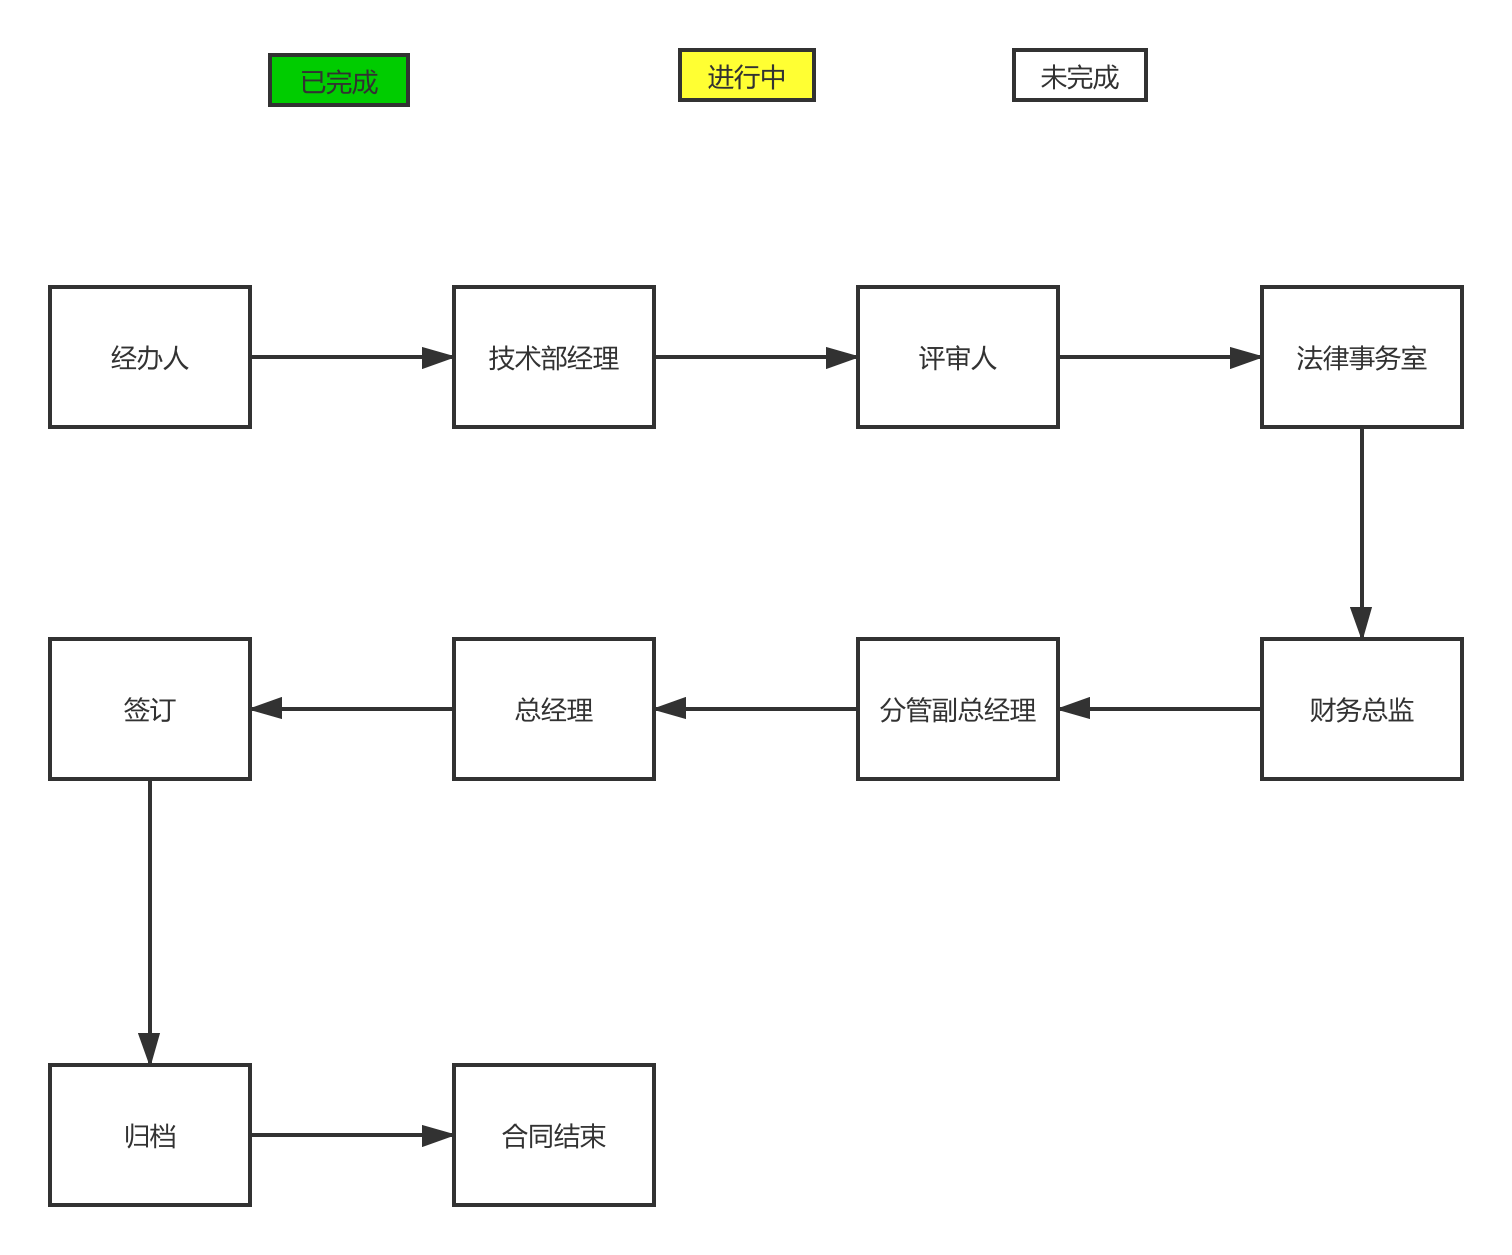 已完成
进行中
未完成
经办人
技术部经理
评审人
法律事务室
签订
总经理
分管副总经理
财务总监
归档
合同结束